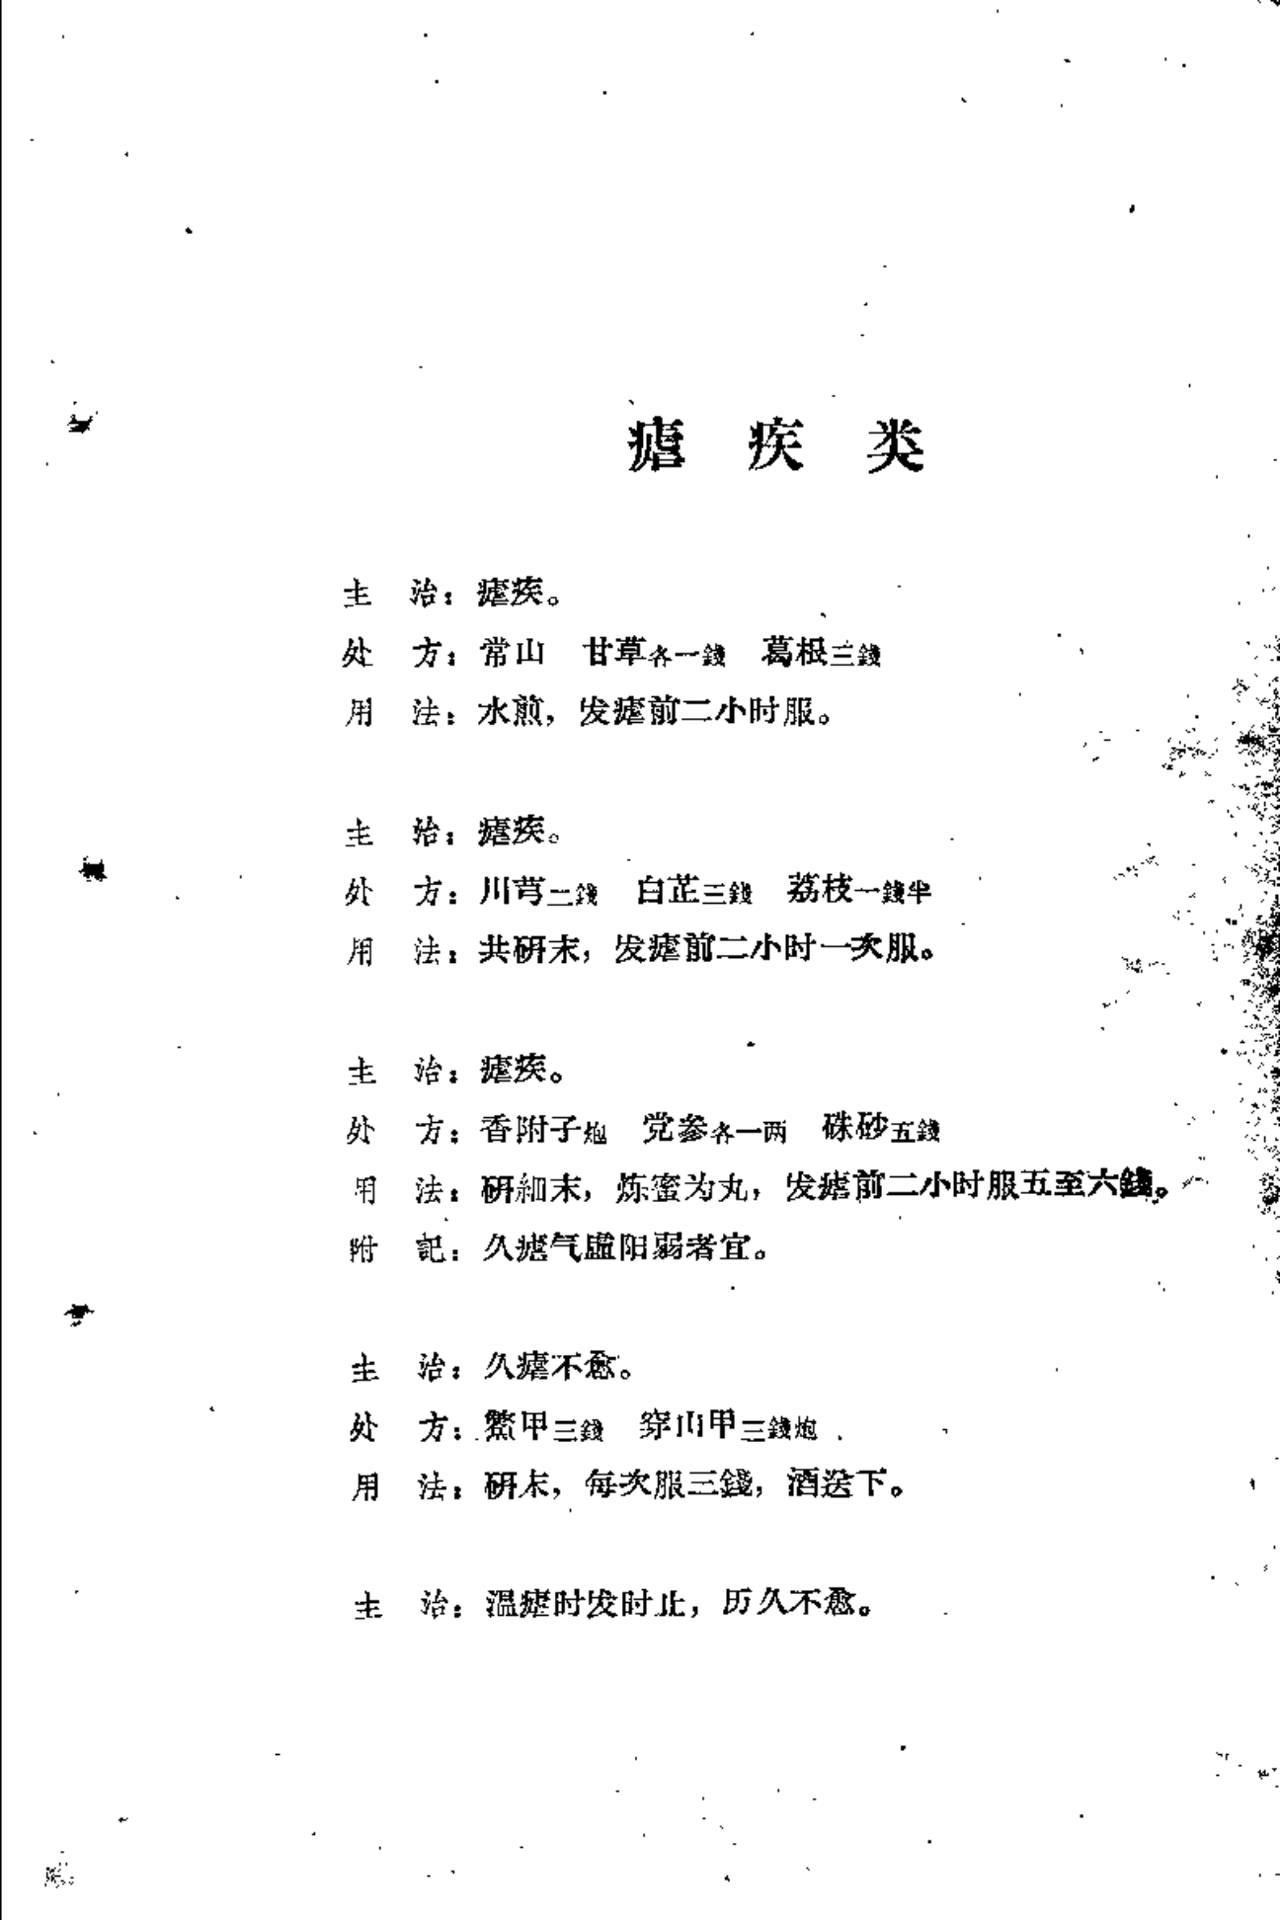 瘧疾类
主　治：瘧疾。
处　方：常山　甘草各一錢　葛根三錢
用　法：水煎，发瘧前二小时服。
主　治：瘧疾。
处　方：川芎二錢　白芷三錢　荔枝一錢半
用　法：共研末，发瘧前二小时一次服。
主　治：瘧疾。
处　方：香附子炮　党参各一两　硃砂五錢
用　法：研細末，炼蜜为丸，发瘧前二小时服五至六錢。
附　記：久瘧气虛阳弱者宜。
主　治：久瘧不愈。
处　方：鱉甲三錢　穿山甲三錢炮
用　法：研末，每次服三錢，酒送下。
主　治：溫瘧时发时止，历久不愈。